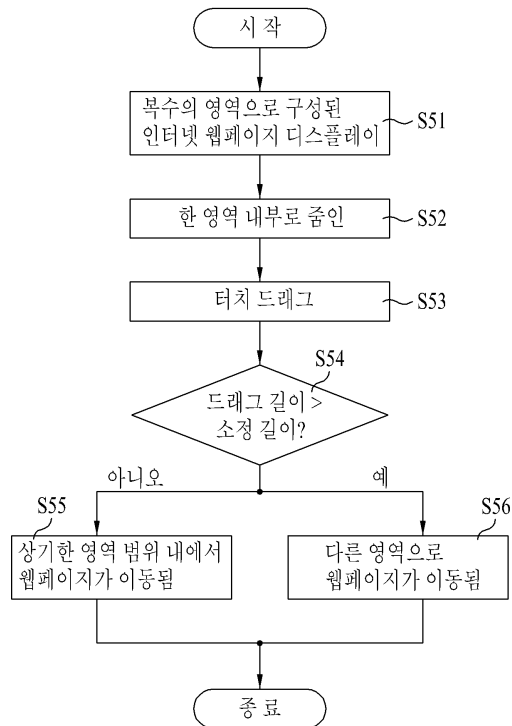 시 작
복수의 영역으로 구성된
인터넷 웹페이지 디스플레이
S51
한 영역 내부로 줌인
S52
터치 드래그
S53
S54
드래그 길이 >
소정 길이?
아니오
예
S55
상기한 영역 범위 내에서
웹페이지가 이동됨
S56
다른 영역으로
웹페이지가 이동됨
종 료